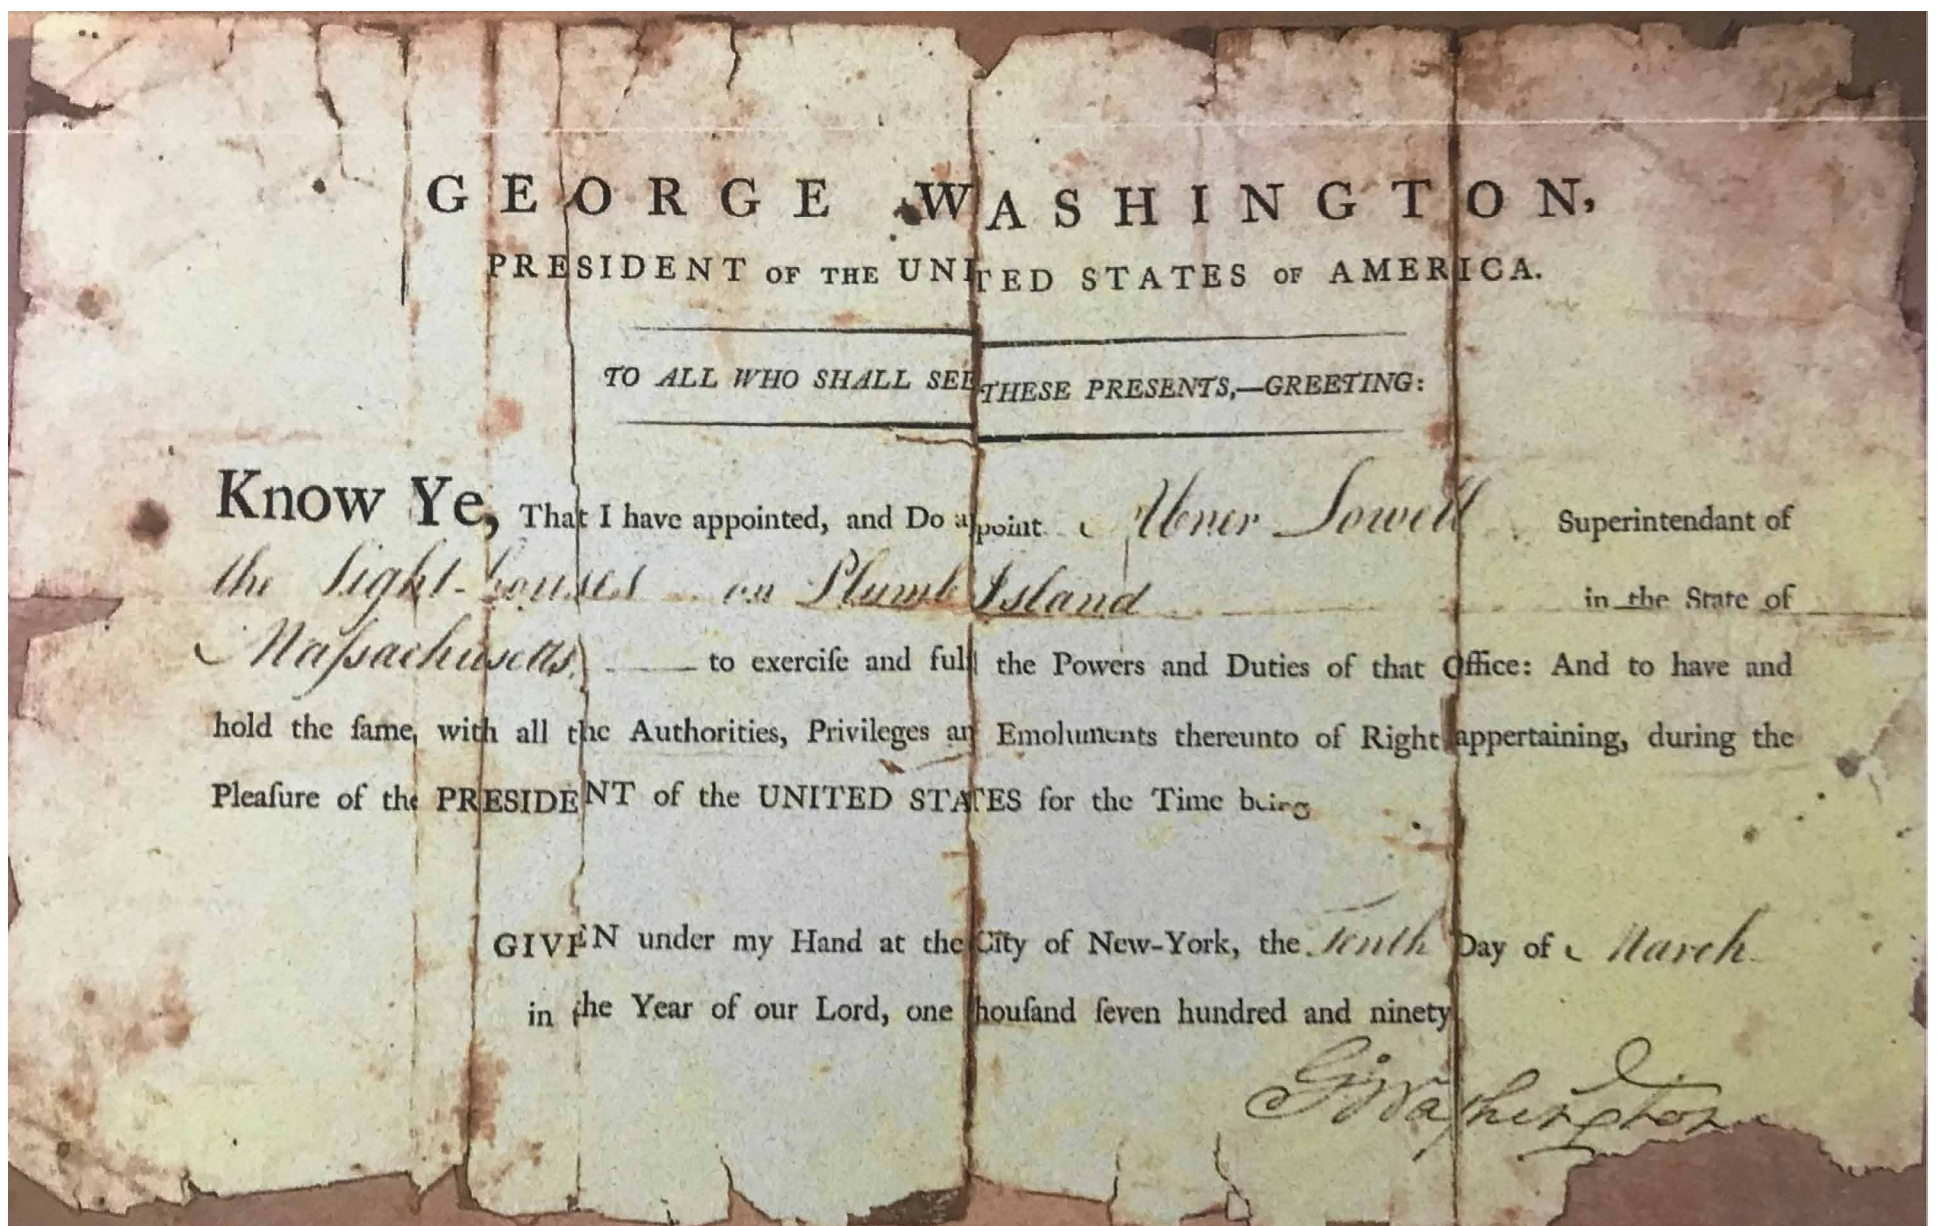 GEORGE WASHINGTON,
PRESIDENT OF THE UNITED STATES OF AMERICA.
TO ALL WHO SHALL SEE THESE PRESENTS,—GREETING:
Know Ye, That I have appointed, and Do appoint Abner Lowell Superintendant of
the Light-houses on Plumb Island in the State of
Maſsachusetts, to exerciſe and full the Powers and Duties of that Office: And to have and
hold the ſame, with all the Authorities, Privileges an Emoluments thereunto of Right appertaining, during the
Pleaſure of the PRESIDENT of the UNITED STATES for the Time being
GIVEN under my Hand at the City of New-York, the Tenth Day of March
in the Year of our Lord, one thouſand ſeven hundred and ninety
G:Waſhington